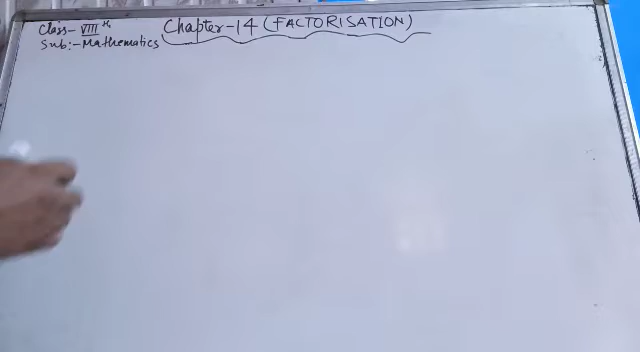 Class- VIII th
Chapter-14 (FACTORISATION)
Sub:- Mathematics